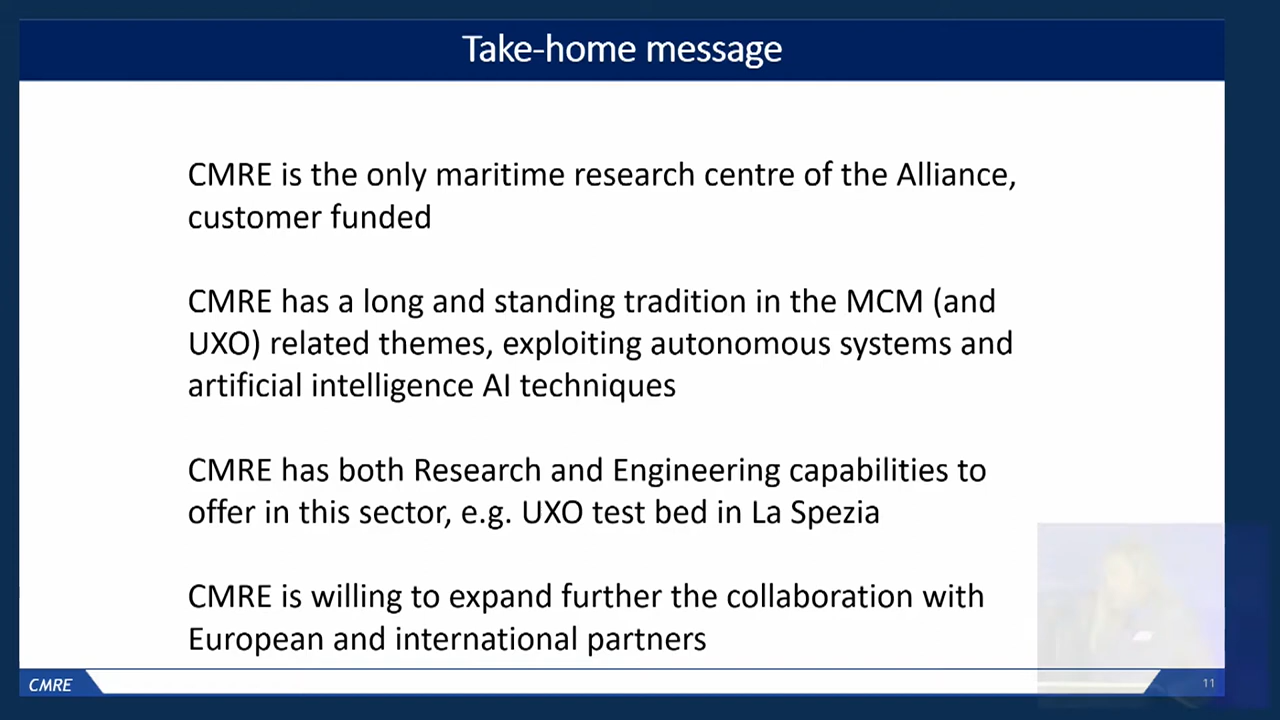 Take-home message
CMRE is the only maritime research centre of the Alliance,
customer funded
CMRE has a long and standing tradition in the MCM (and
UXO) related themes, exploiting autonomous systems and
artificial intelligence AI techniques
CMRE has both Research and Engineering capabilities to
offer in this sector, e.g. UXO test bed in La Spezia
CMRE is willing to expand further the collaboration with
European and international partners
CMRE
11